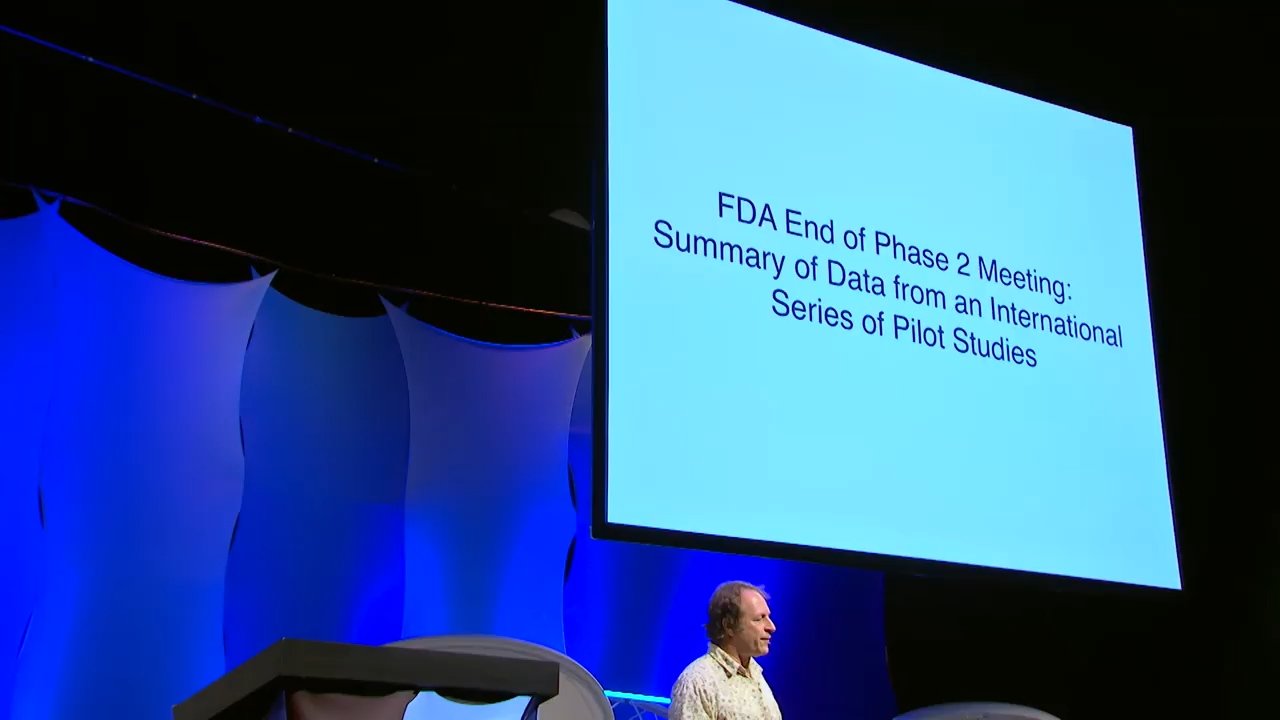 FDA End of Phase 2 Meeting:
Summary of Data from an International
Series of Pilot Studies